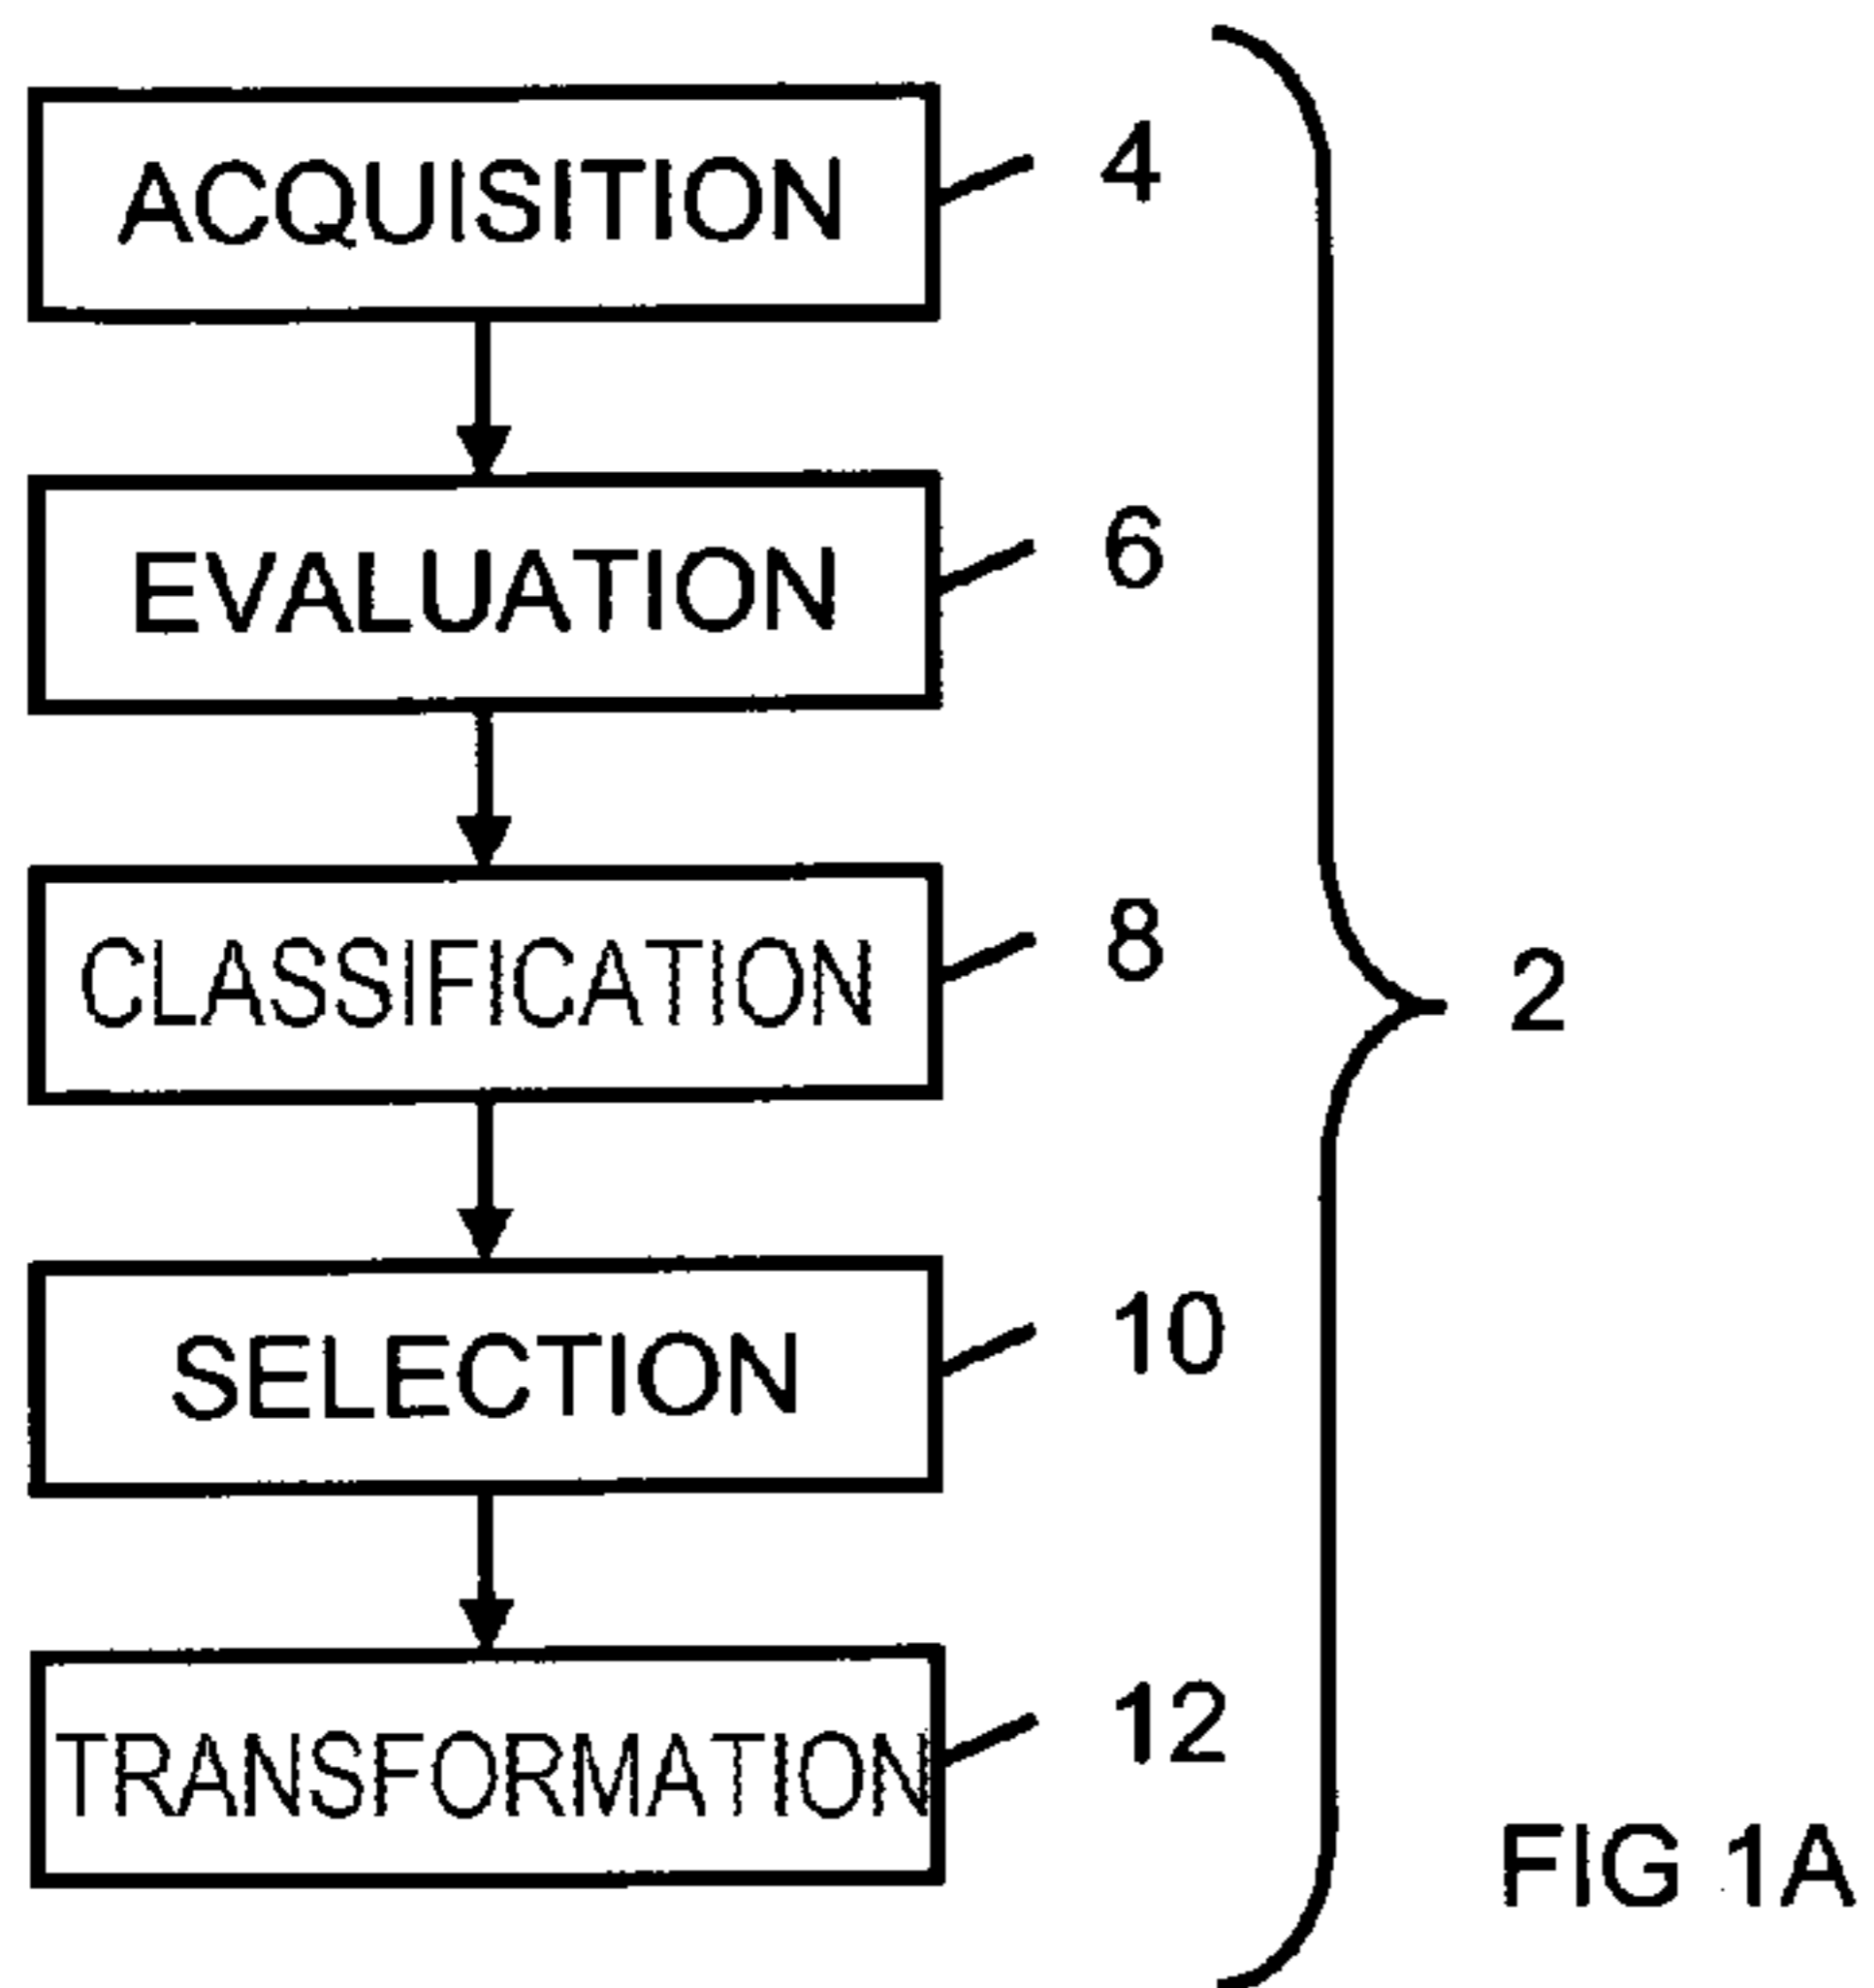 ACQUISITION 4
EVALUATION 6
CLASSIFICATION 8
2
SELECTION 10
TRANSFORMATION 12
FIG 1A